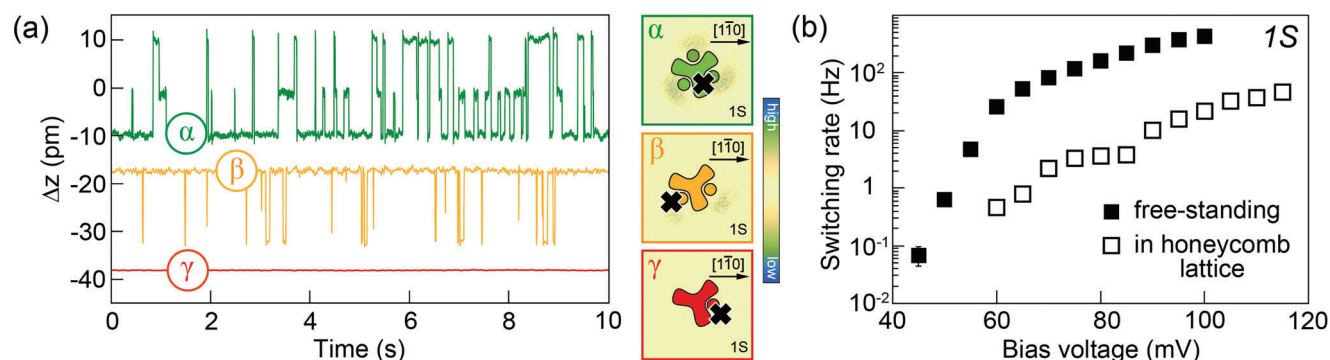 (a)
10
0
-10
-20
-30
-40
Δz (pm)
α
β
γ
0
2
4
6
8
10
Time (s)
α
[11̅0]
1S
β
[11̅0]
1S
γ
[11̅0]
1S
high
low
(b)
1S
10²
10
1
10⁻¹
10⁻²
Switching rate (Hz)
free-standing
in honeycomb
lattice
40
60
80
100
120
Bias voltage (mV)